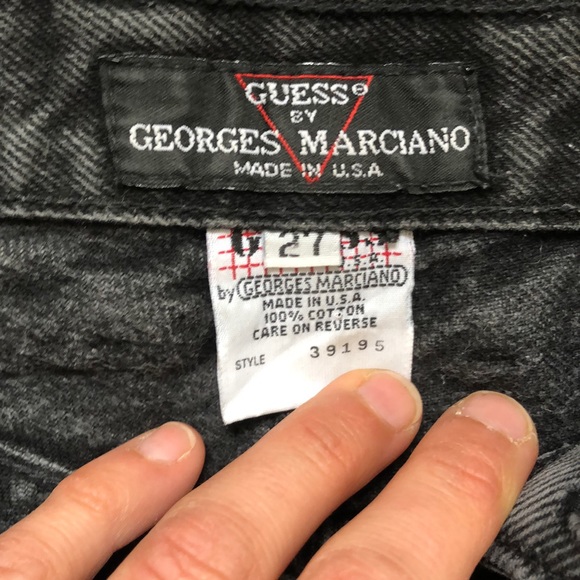 GUESS®
BY
GEORGES MARCIANO
MADE IN U.S.A
27
.S.A.
by GEORGES MARCIANO
MADE IN U.S.A.
100% COTTON
CARE ON REVERSE
STYLE 39195